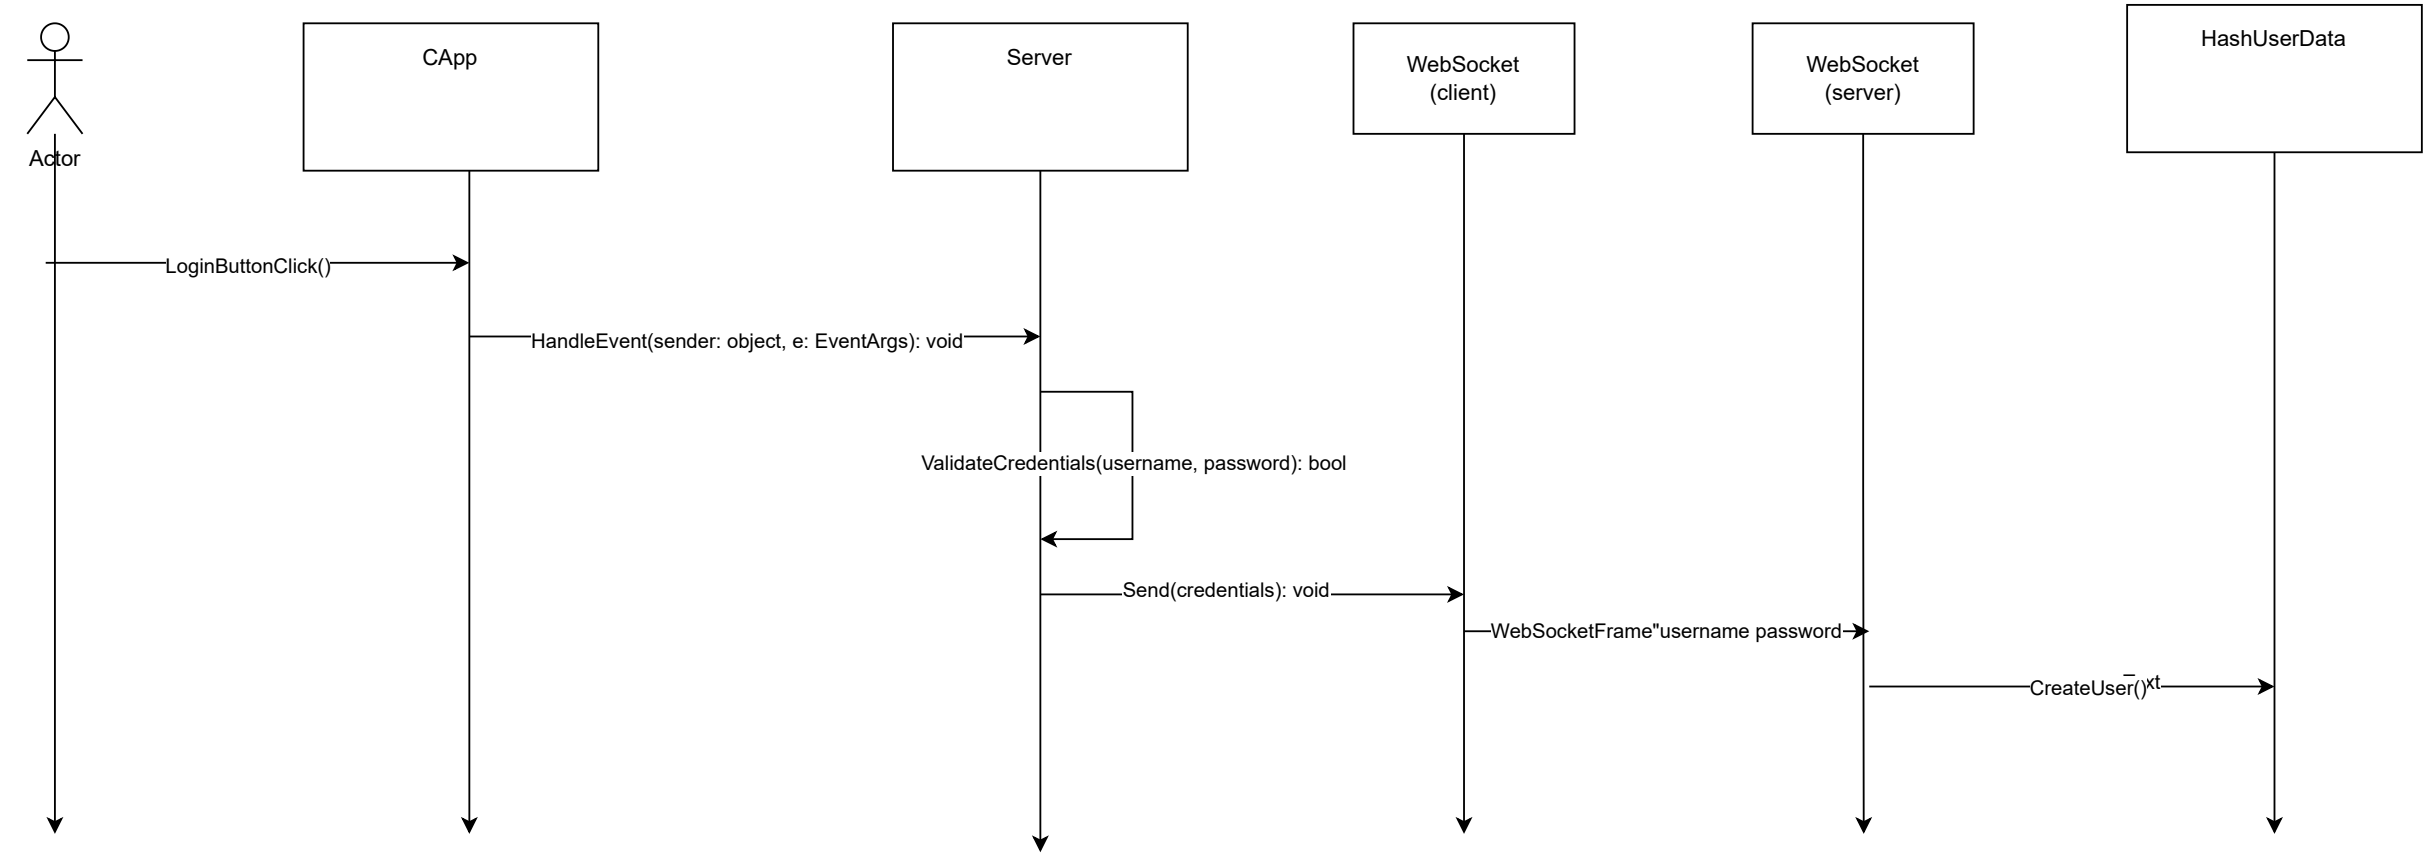 Actor
CApp
Server
WebSocket
(client)
WebSocket
(server)
HashUserData
LoginButtonClick()
HandleEvent(sender: object, e: EventArgs): void
ValidateCredentials(username, password): bool
Send(credentials): void
WebSocketFrame"username password
CreateUser()
xt